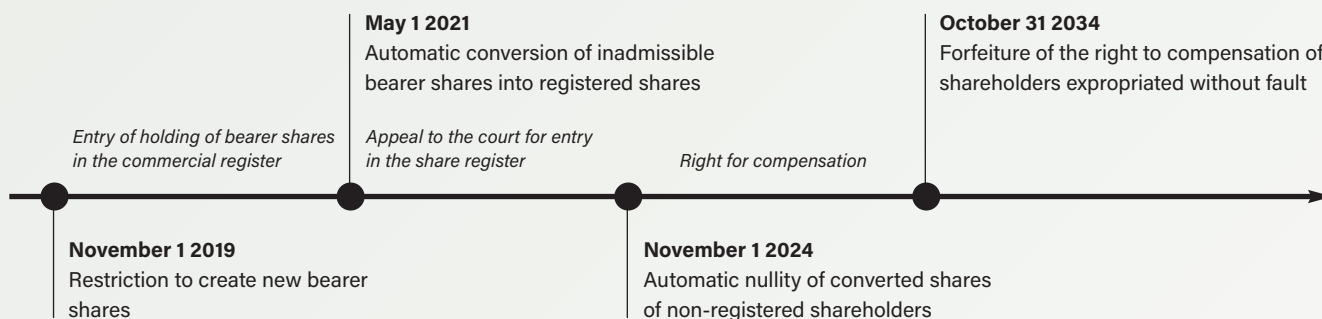 May 1 2021
Automatic conversion of inadmissible
bearer shares into registered shares
October 31 2034
Forfeiture of the right to compensation of
shareholders expropriated without fault
Entry of holding of bearer shares
in the commercial register
Appeal to the court for entry
in the share register
Right for compensation
November 1 2019
Restriction to create new bearer
shares
November 1 2024
Automatic nullity of converted shares
of non-registered shareholders